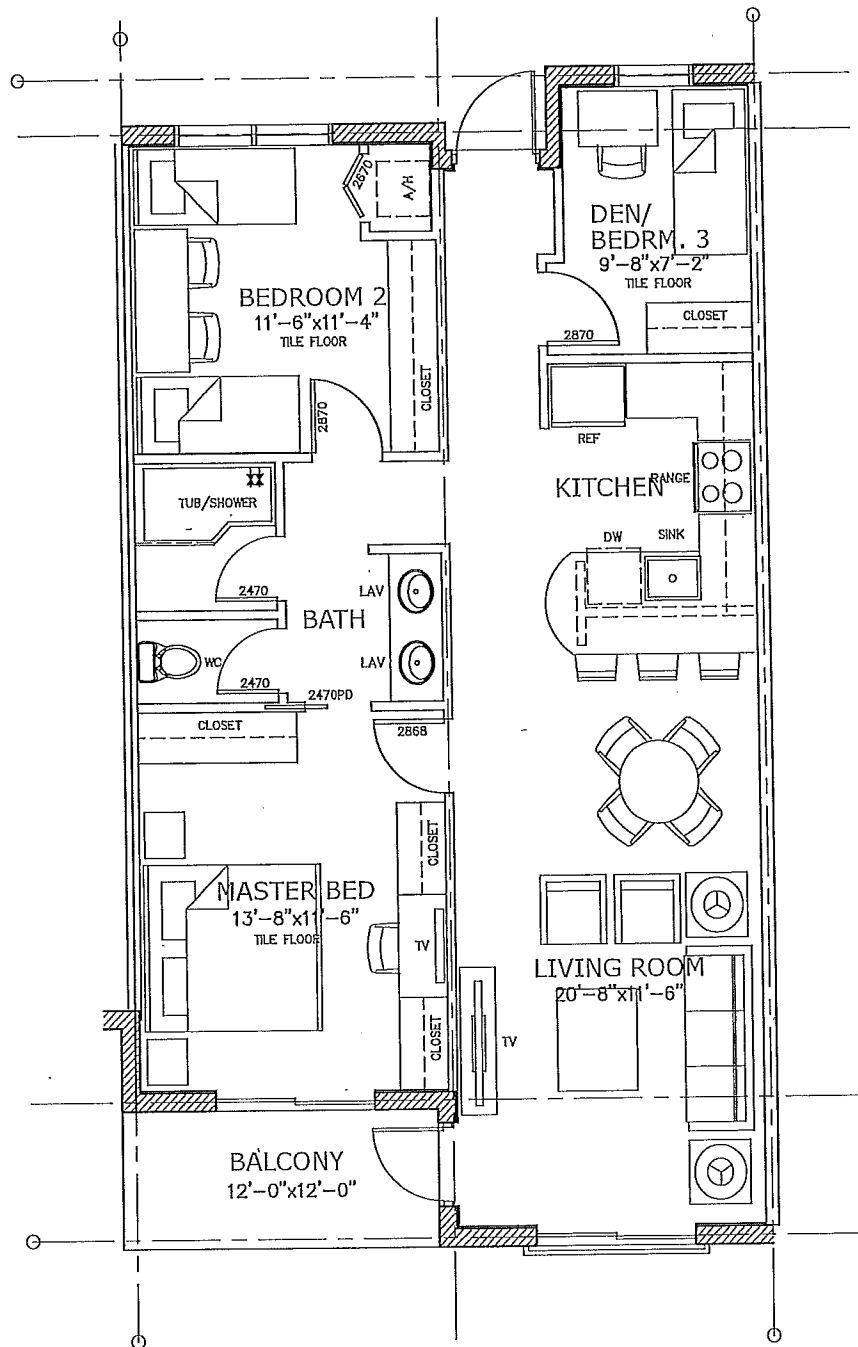 DEN/
BEDRM. 3
9'-8"x7'-2"
TILE FLOOR
CLOSET
2870
2670
A/H
BEDROOM 2
11'-6"x11'-4"
TILE FLOOR
CLOSET
2870
REF
KITCHEN
RANGE
DW
SINK
TUB/SHOWER
2470
LAV
BATH
LAV
WC
2470
2470PD
CLOSET
2868
CLOSET
MASTER BED
13'-8"x11'-6"
TILE FLOOR
TV
CLOSET
LIVING ROOM
20'-8"x11'-6"
TV
BALCONY
12'-0"x12'-0"